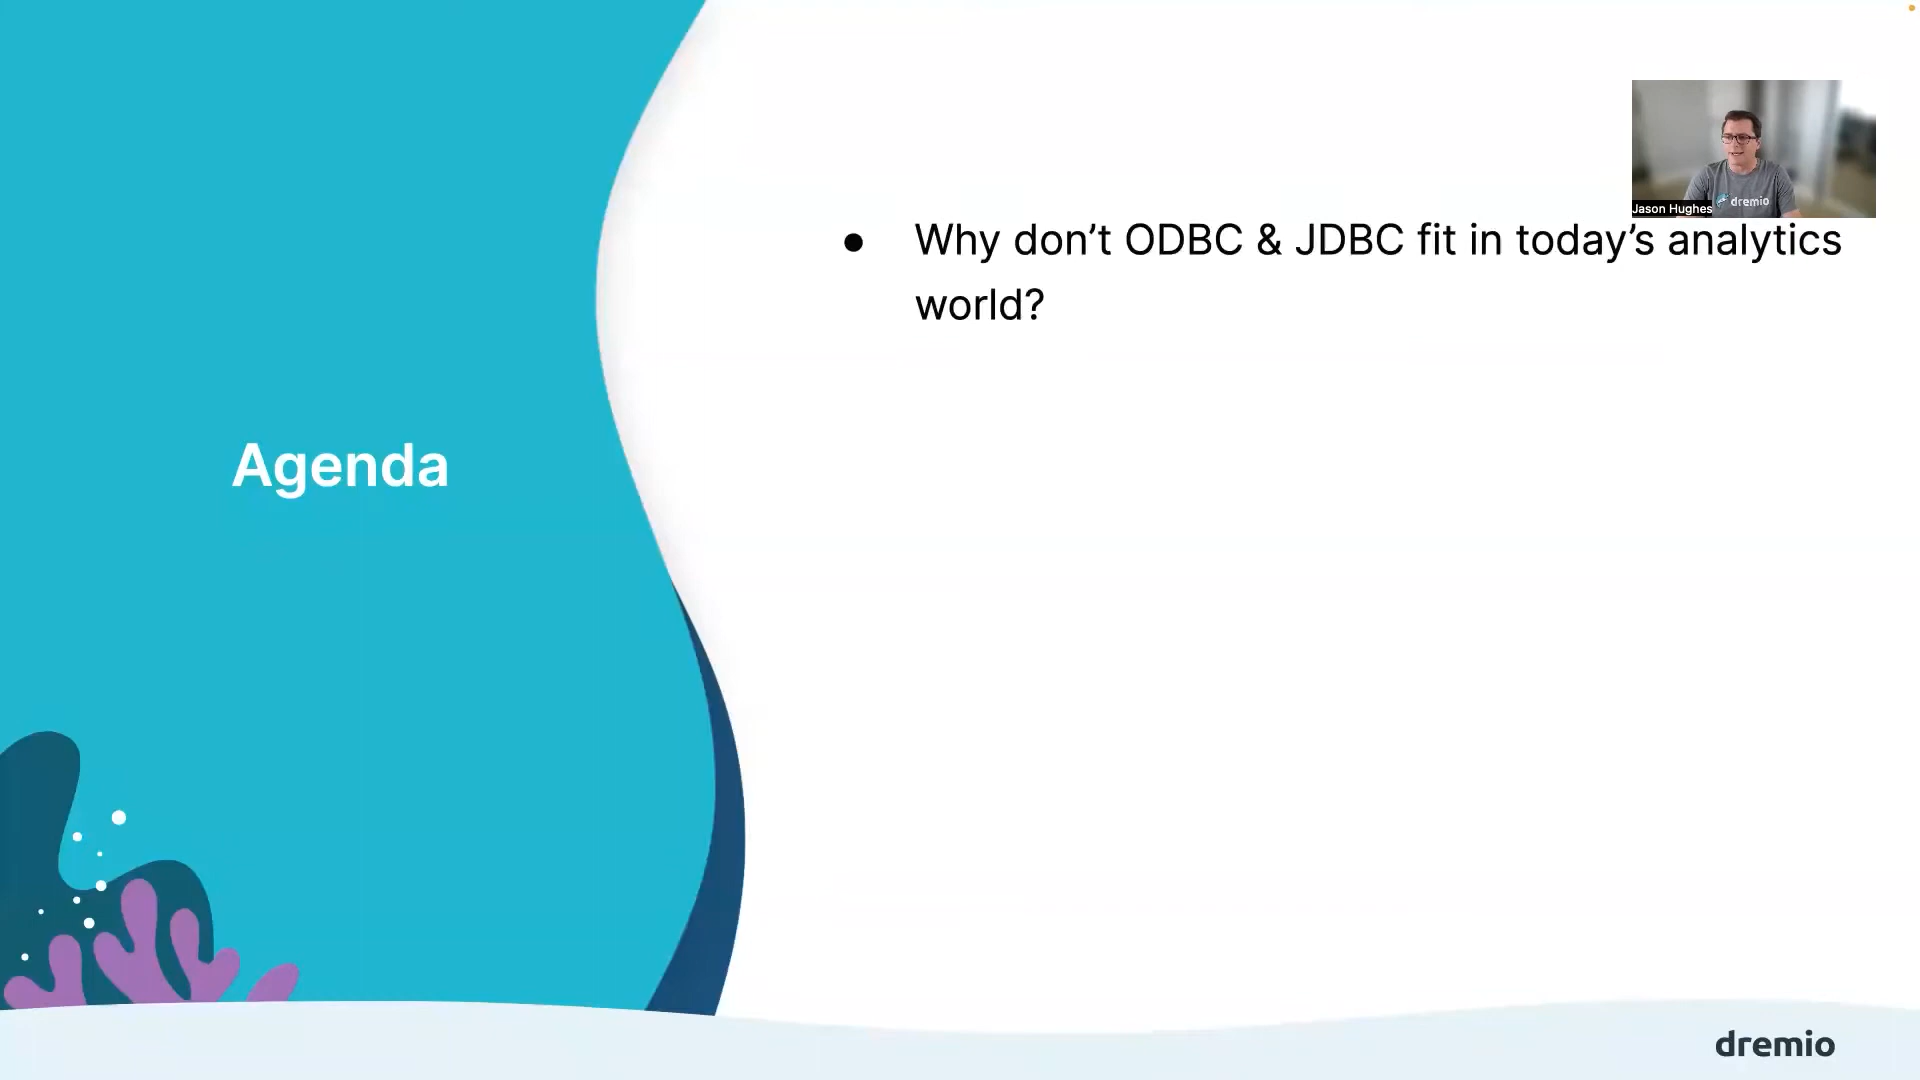 dremio
Jason Hughes
Why don’t ODBC & JDBC fit in today’s analytics
world?
Agenda
dremio